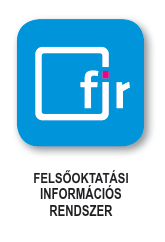 fir
FELSŐOKTATÁSI
INFORMÁCIÓS
RENDSZER